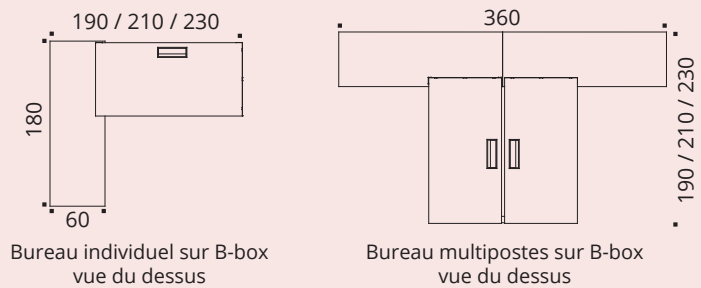 190 / 210 / 230
180
60
Bureau individuel sur B-box
vue du dessus
360
190 / 210 / 230
Bureau multipostes sur B-box
vue du dessus